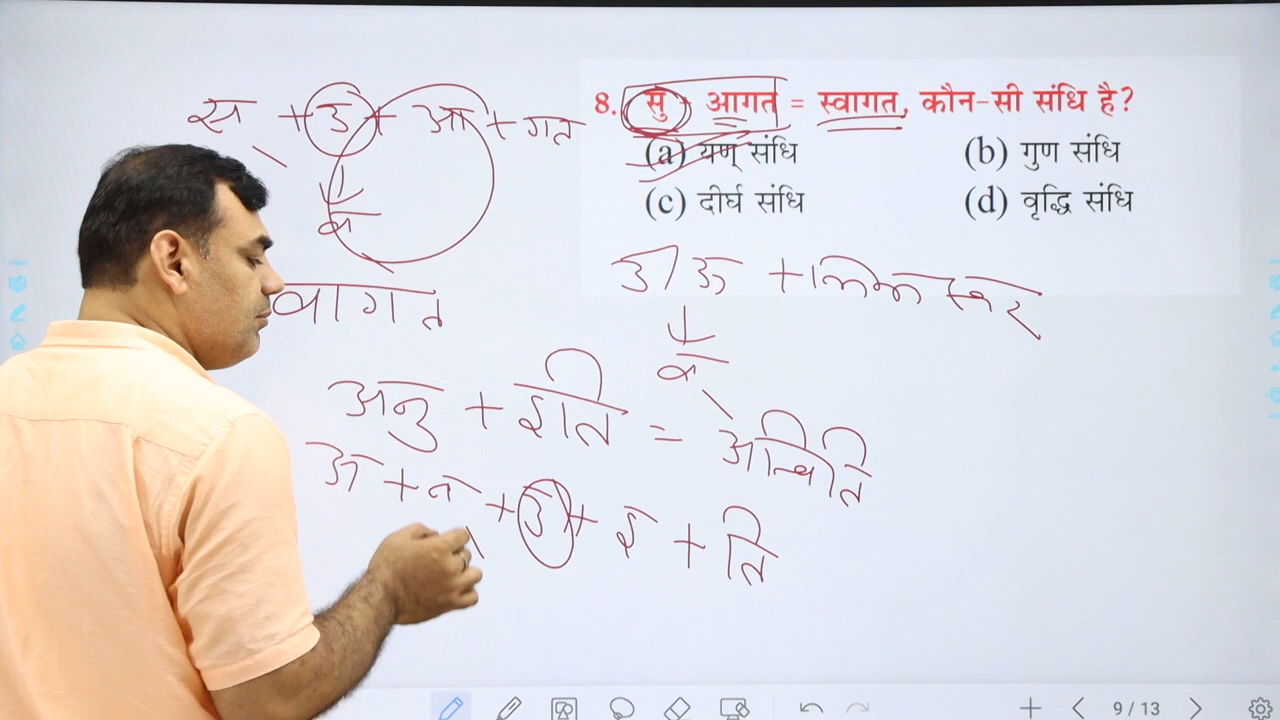 8. सु + आगत = स्वागत, कौन-सी संधि है?
(a) यण् संधि (b) गुण संधि
(c) दीर्घ संधि (d) वृद्धि संधि
स् + उ + आ + गत
व्
स्वागत
उ/ऊ + भिन्न स्वर
व्
अनु + इति = अन्विति
अ + न् + उ + इ + ति
9 / 13